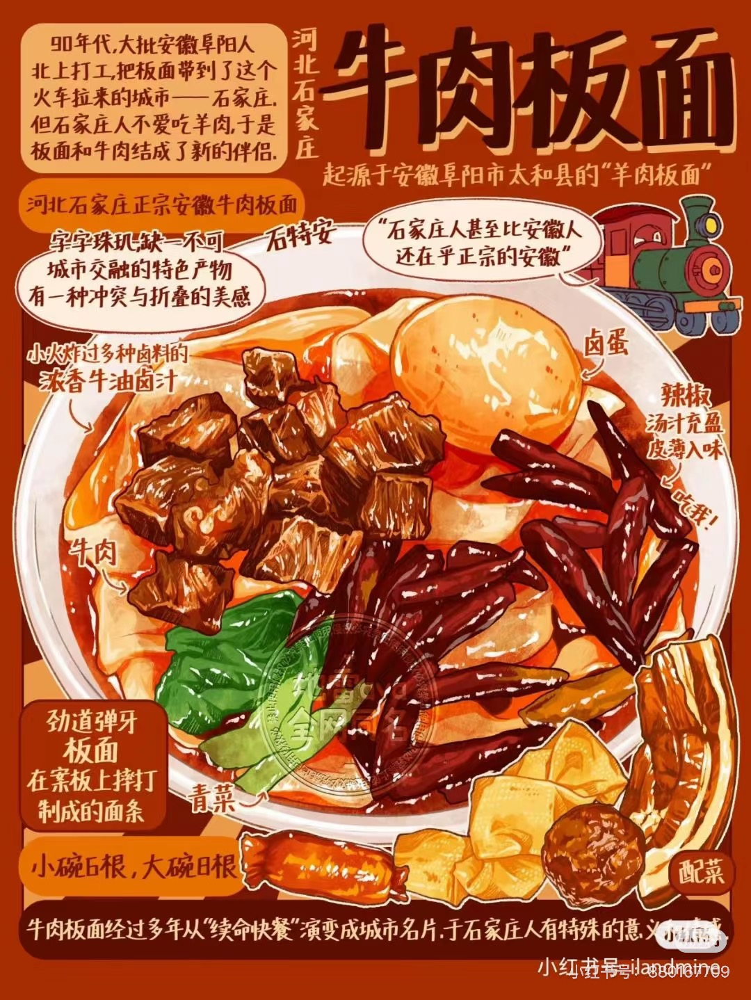 90年代,大批安徽阜阳人
北上打工,把板面带到了这个
火车拉来的城市——石家庄.
但石家庄人不爱吃羊肉,于是
板面和牛肉结成了新的伴侣.
河北石家庄
牛肉板面
起源于安徽阜阳市太和县的“羊肉板面”
河北石家庄正宗安徽牛肉板面
字字珠玑,缺一不可
城市交融的特色产物
有一种冲突与折叠的美感
石特安
“石家庄人甚至比安徽人
还在乎正宗的安徽”
小火炸过多种卤料的
浓香牛油卤汁
卤蛋
辣椒
汤汁充盈
皮薄入味
吃我!
牛肉
地雷aya
全网同名
劲道弹牙
板面
在案板上摔打
制成的面条
青菜
小碗6根,大碗8根
配菜
牛肉板面经过多年从“续命快餐”演变成城市名片.于石家庄人有特殊的意义
小红书号: ilandmine
小红书号: 880167709